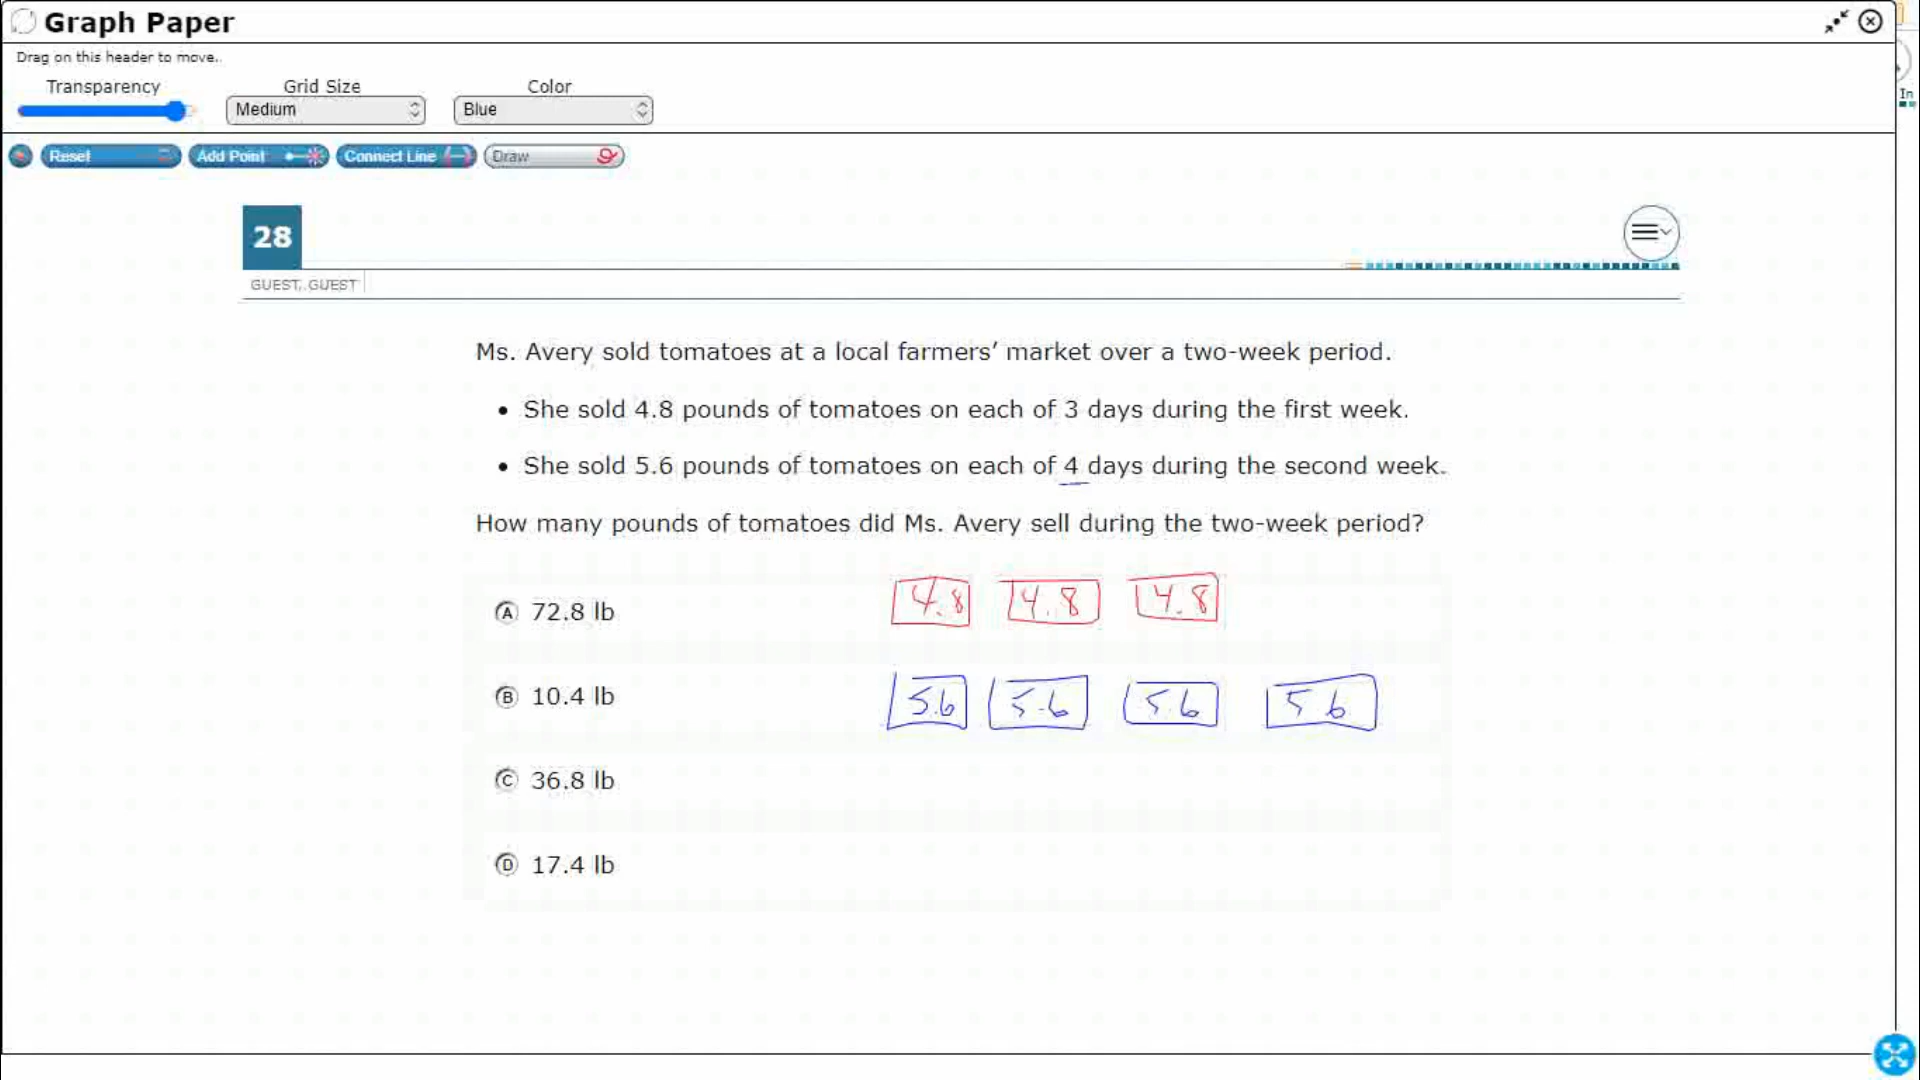 Graph Paper
Drag on this header to move..
Transparency Grid Size Color
Medium Blue
Reset Add Point Connect Line Draw
In
28
GUEST, GUEST
Ms. Avery sold tomatoes at a local farmers’ market over a two-week period.
• She sold 4.8 pounds of tomatoes on each of 3 days during the first week.
• She sold 5.6 pounds of tomatoes on each of 4 days during the second week.
How many pounds of tomatoes did Ms. Avery sell during the two-week period?
A 72.8 lb
4.8 4.8 4.8
B 10.4 lb
5.6 5.6 5.6 5.6
C 36.8 lb
D 17.4 lb